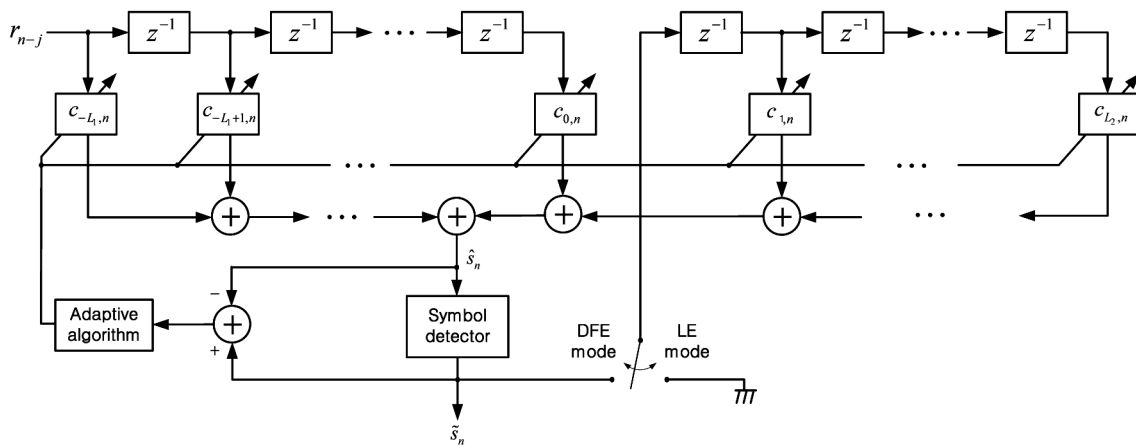 r_{n-j} z^{-1} z^{-1} ... z^{-1} z^{-1} z^{-1} ... z^{-1}
c_{-L_1,n} c_{-L_1+1,n} c_{0,n} c_{1,n} c_{L_2,n}
... ...
+ ... + + + ...
ŝ_n
−
Adaptive
algorithm
+
+
Symbol
detector
DFE
mode
LE
mode
s̃_n